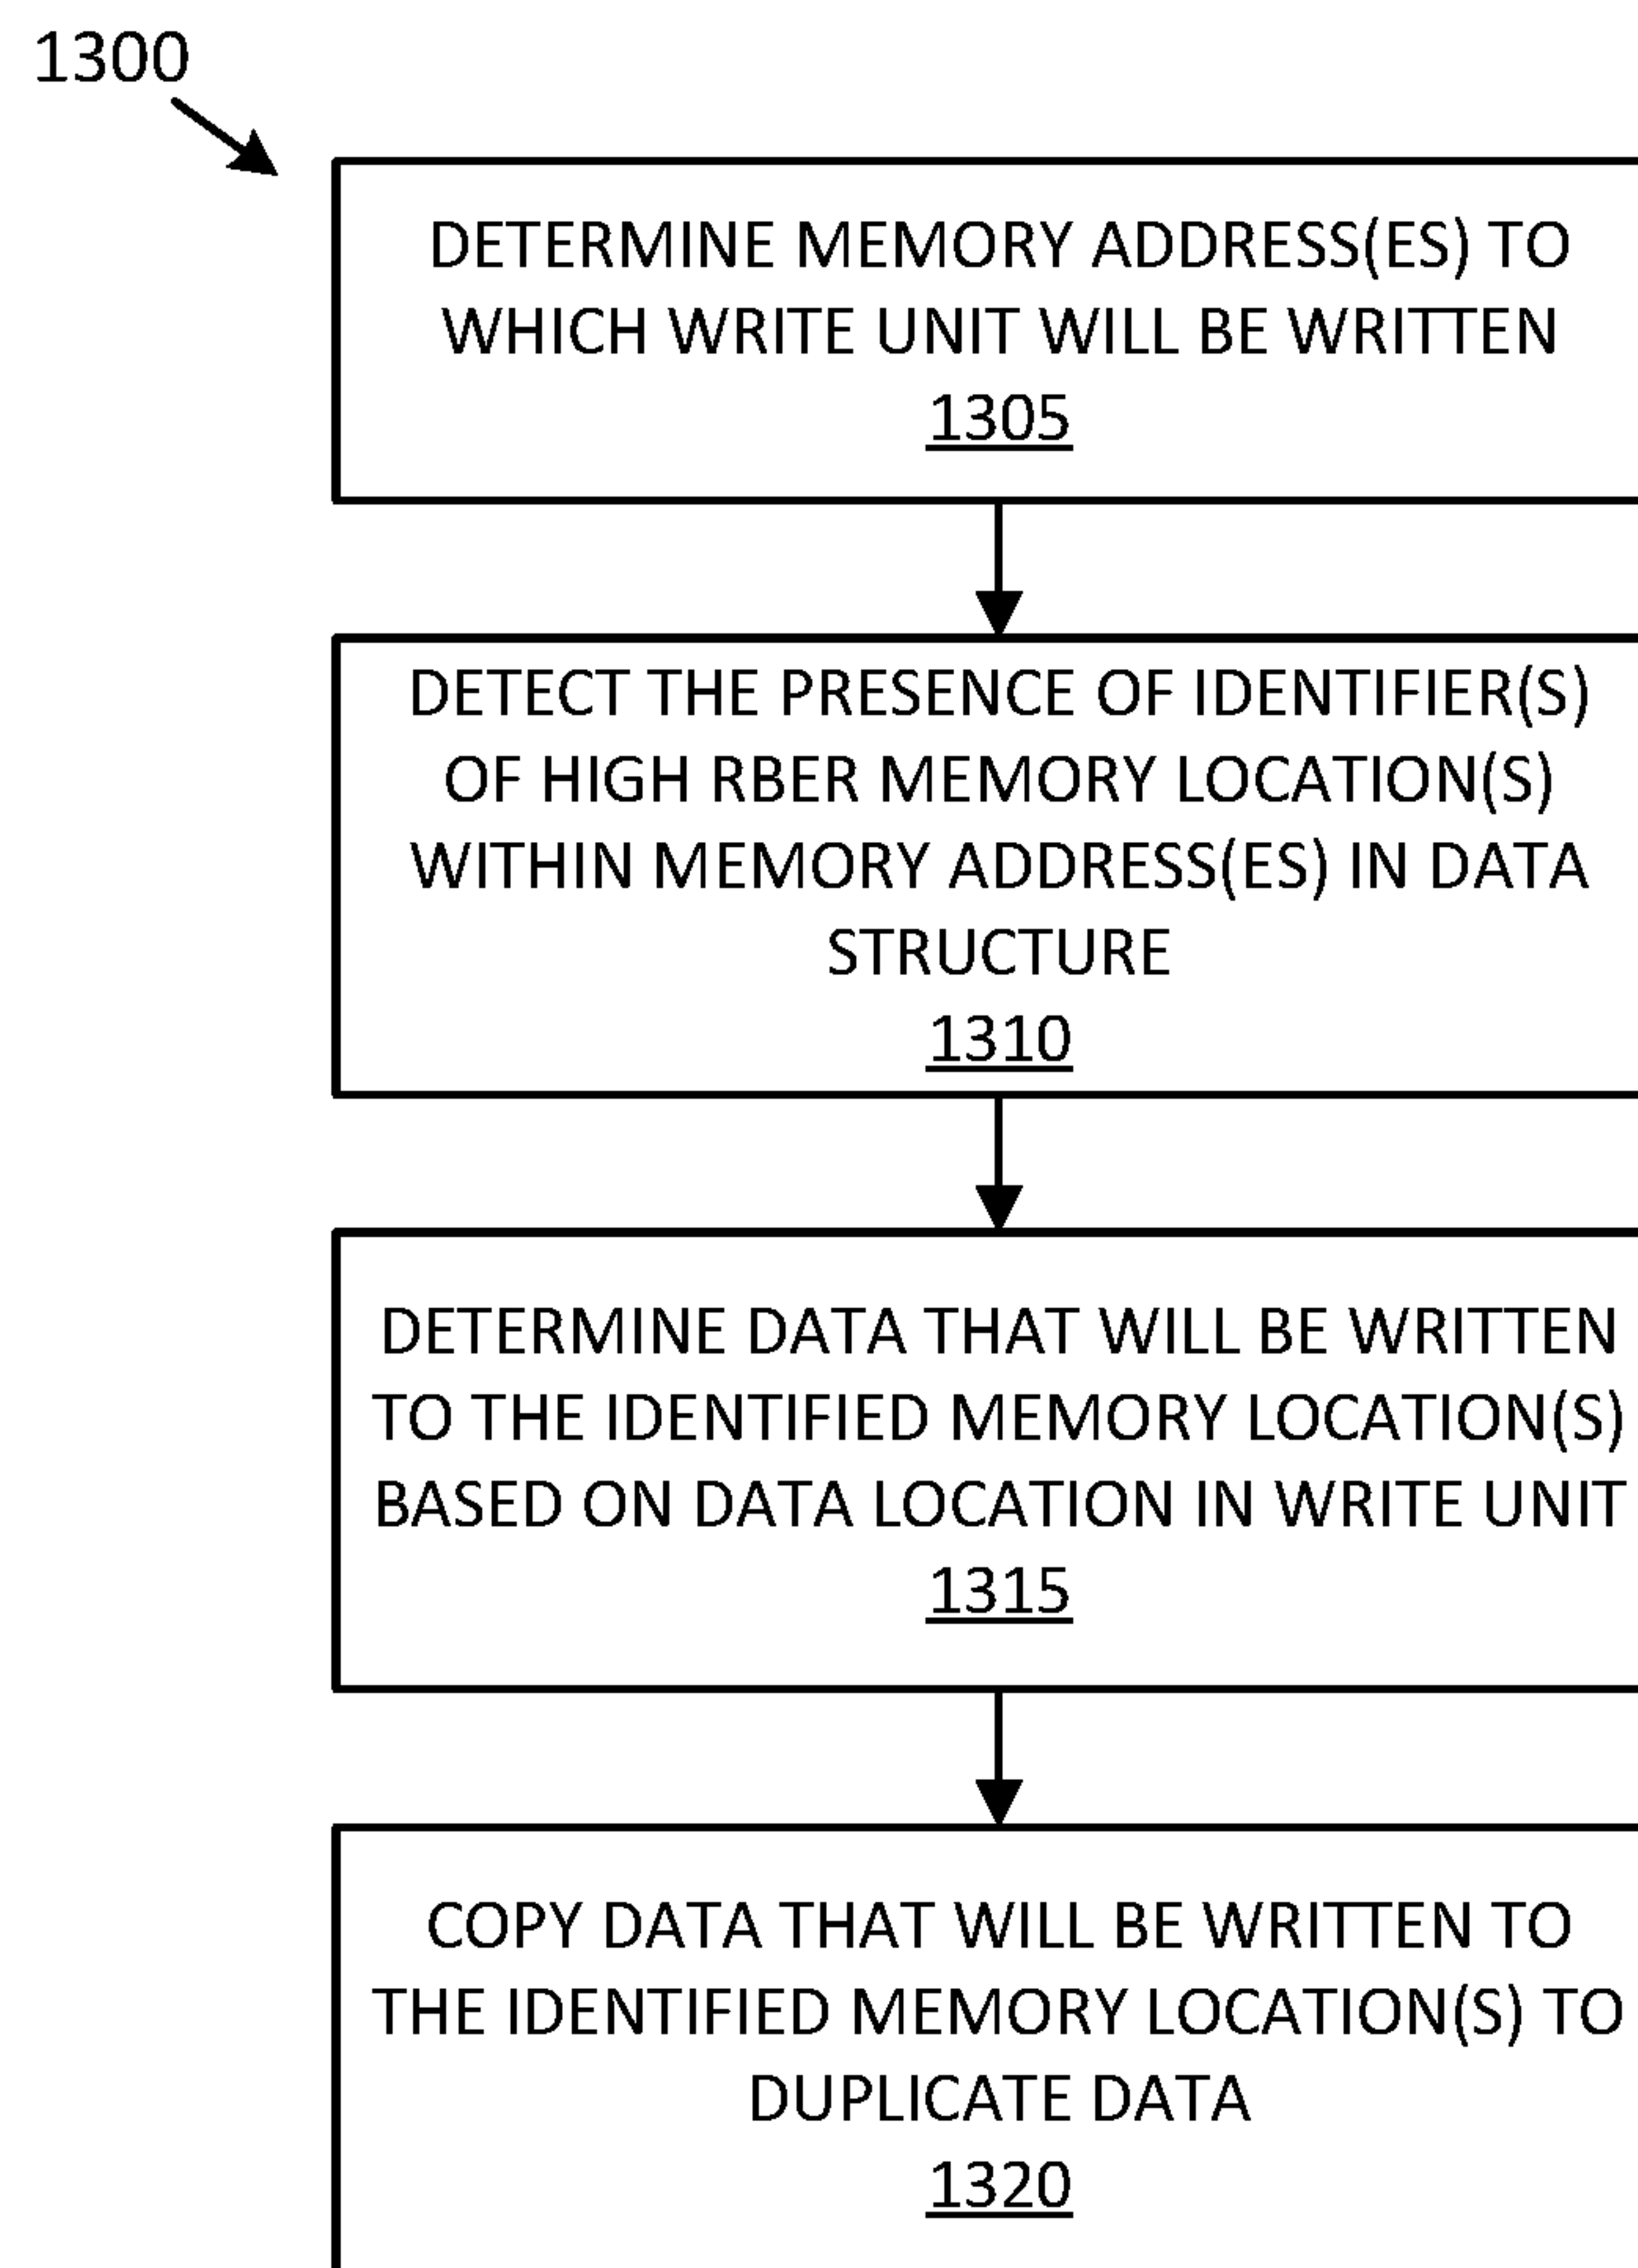 1300
DETERMINE MEMORY ADDRESS(ES) TO
WHICH WRITE UNIT WILL BE WRITTEN
1305
DETECT THE PRESENCE OF IDENTIFIER(S)
OF HIGH RBER MEMORY LOCATION(S)
WITHIN MEMORY ADDRESS(ES) IN DATA
STRUCTURE
1310
DETERMINE DATA THAT WILL BE WRITTEN
TO THE IDENTIFIED MEMORY LOCATION(S)
BASED ON DATA LOCATION IN WRITE UNIT
1315
COPY DATA THAT WILL BE WRITTEN TO
THE IDENTIFIED MEMORY LOCATION(S) TO
DUPLICATE DATA
1320